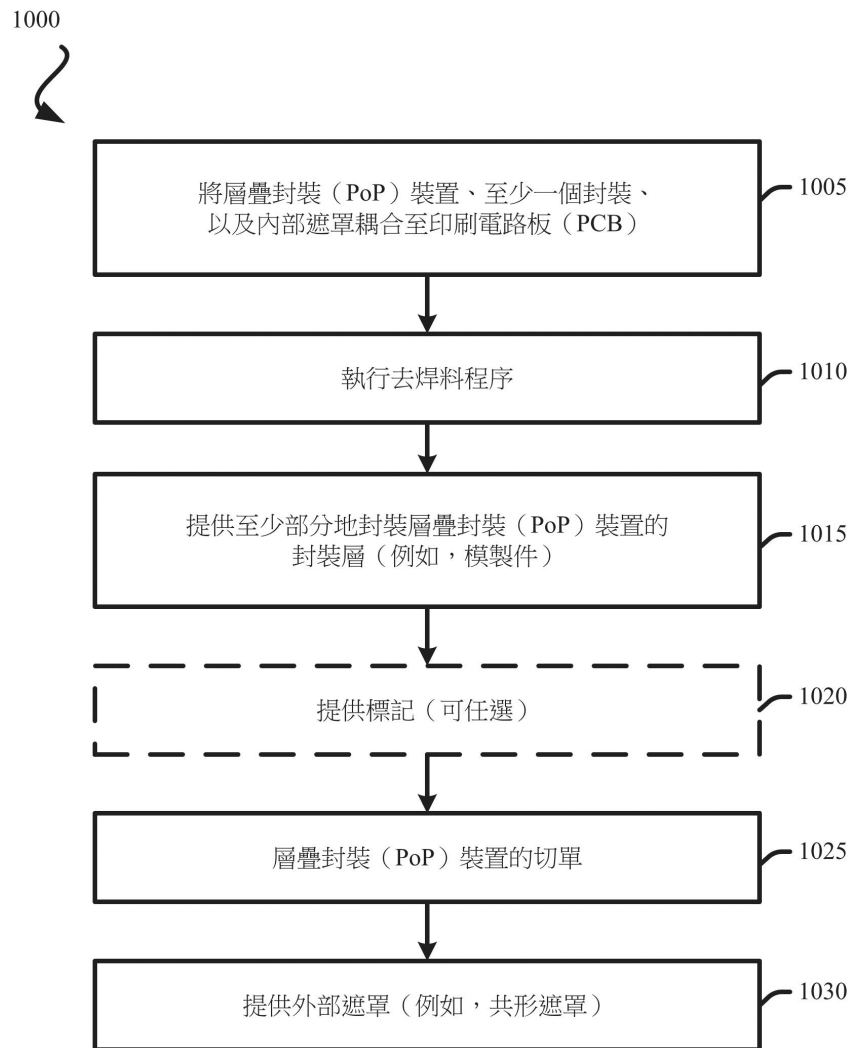 1000
將層疊封裝（PoP）裝置、至少一個封裝、
以及內部遮罩耦合至印刷電路板（PCB）
1005
執行去焊料程序
1010
提供至少部分地封裝層疊封裝（PoP）裝置的
封裝層（例如，模製件）
1015
提供標記（可任選）
1020
層疊封裝（PoP）裝置的切單
1025
提供外部遮罩（例如，共形遮罩）
1030